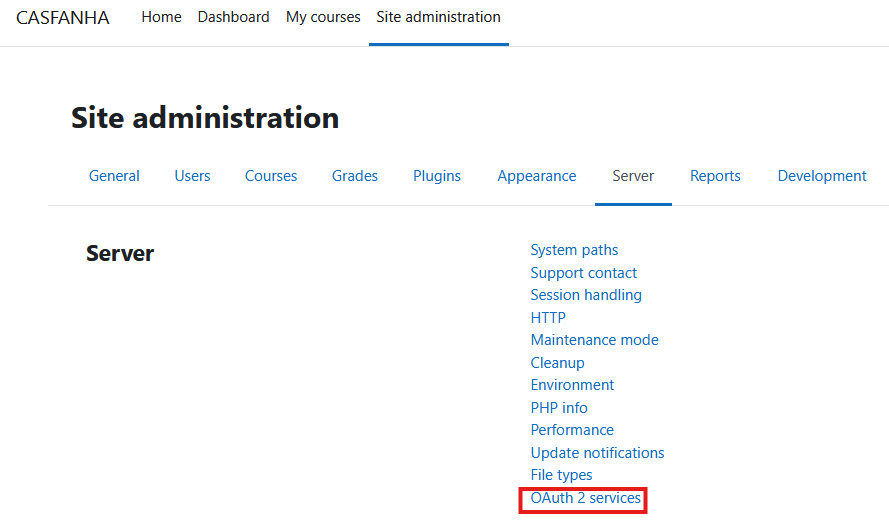 CASFANHA Home Dashboard My courses Site administration
Site administration
General Users Courses Grades Plugins Appearance Server Reports Development
Server
System paths
Support contact
Session handling
HTTP
Maintenance mode
Cleanup
Environment
PHP info
Performance
Update notifications
File types
OAuth 2 services